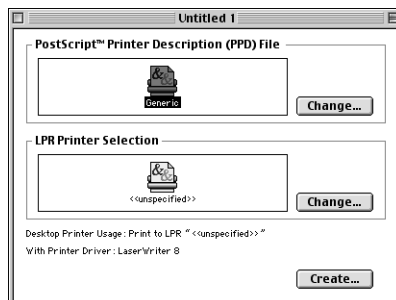 Untitled 1
PostScript™ Printer Description (PPD) File
Generic
Change...
LPR Printer Selection
<<unspecified>>
Change...
Desktop Printer Usage: Print to LPR "<<unspecified>>"
With Printer Driver: LaserWriter 8
Create...